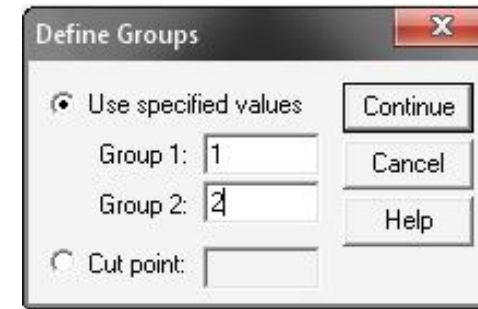 Define Groups
Use specified values
Continue
Group 1: 1
Cancel
Group 2: 2
Help
Cut point: